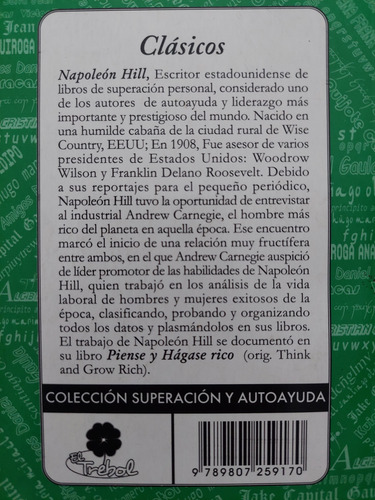 Clásicos
Napoleón Hill, Escritor estadounidense de
libros de superación personal, considerado uno
de los autores de autoayuda y liderazgo más
importante y prestigioso del mundo. Nacido en
una humilde cabaña de la ciudad rural de Wise
Country, EEUU; En 1908, Fue asesor de varios
presidentes de Estados Unidos: Woodrow
Wilson y Franklin Delano Roosevelt. Debido
a sus reportajes para el pequeño periódico,
Napoleón Hill tuvo la oportunidad de entrevistar
al industrial Andrew Carnegie, el hombre más
rico del planeta en aquella época. Ese encuentro
marcó el inicio de una relación muy fructífera
entre ambos, en el que Andrew Carnegie auspició
de líder promotor de las habilidades de Napoleón
Hill, quien trabajó en los análisis de la vida
laboral de hombres y mujeres exitosos de la
época, clasificando, probando y organizando
todos los datos y plasmándolos en sus libros.
El trabajo de Napoleón Hill se documentó en
su libro Piense y Hágase rico (orig. Think
and Grow Rich).
COLECCIÓN SUPERACIÓN Y AUTOAYUDA
El Trébol
9 789807 259170